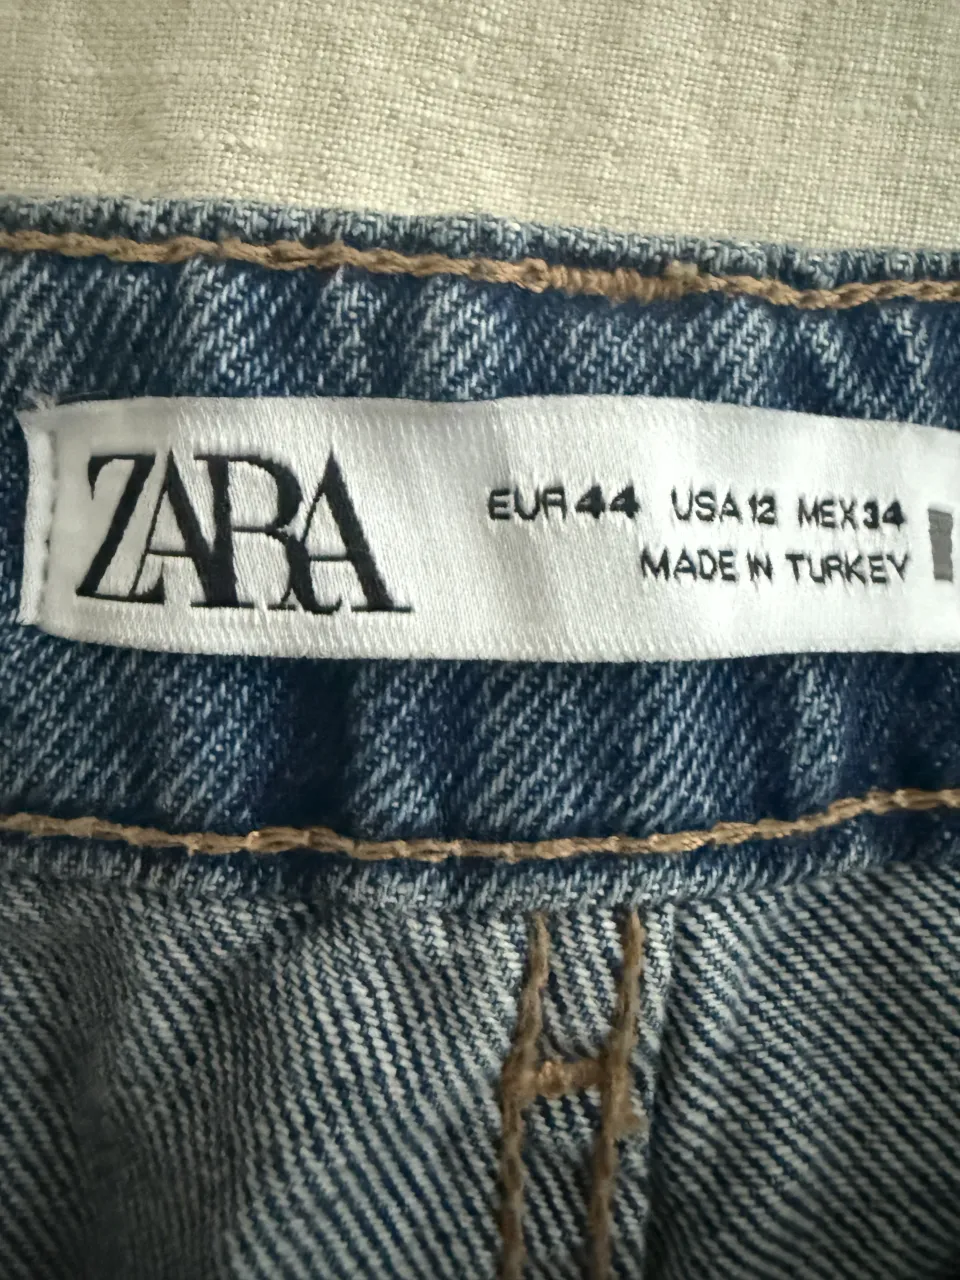 ZARA
EUR 44 USA 12 MEX 34
MADE IN TURKEY